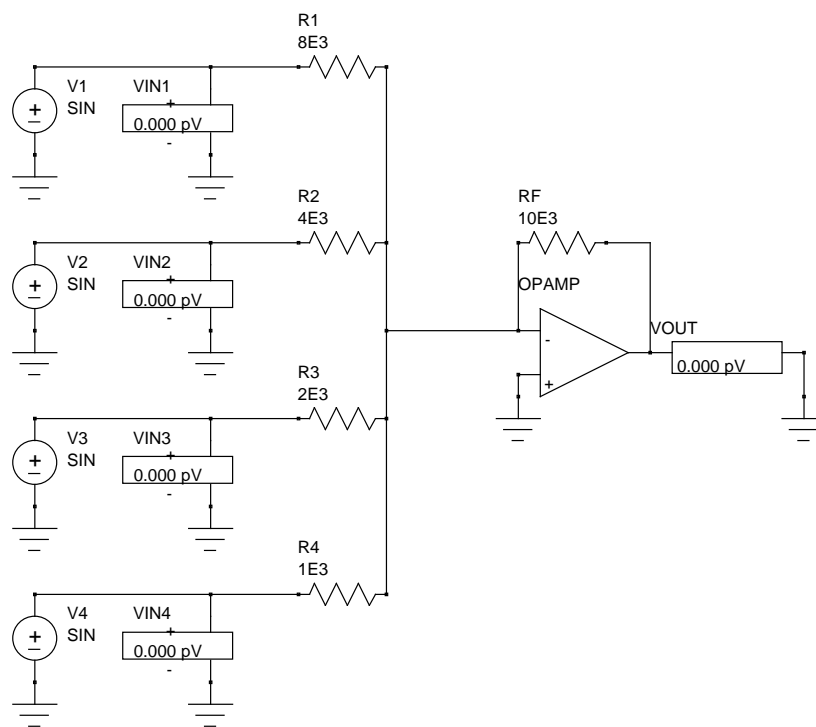 R1
8E3
V1
SIN
VIN1
+
0.000 pV
-
R2
4E3
V2
SIN
VIN2
+
0.000 pV
-
RF
10E3
OPAMP
-
+
VOUT
0.000 pV
R3
2E3
V3
SIN
VIN3
+
0.000 pV
-
R4
1E3
V4
SIN
VIN4
+
0.000 pV
-